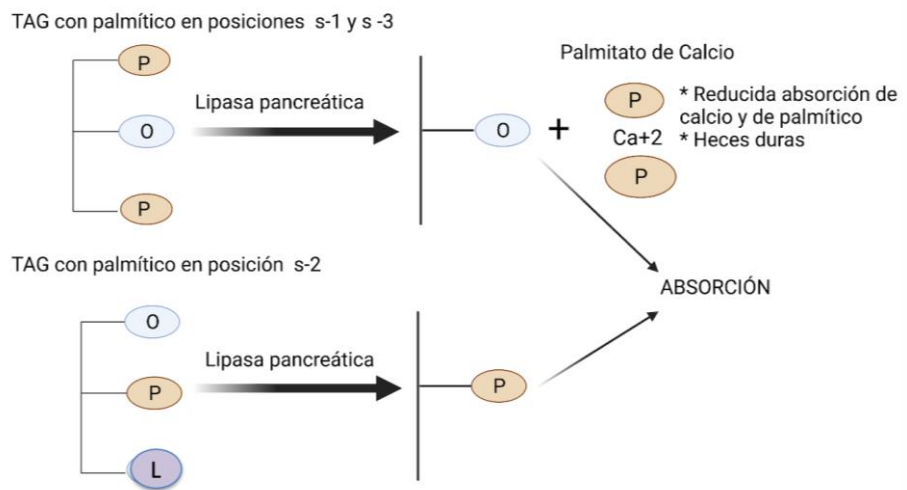 TAG con palmítico en posiciones s-1 y s -3
P
O
P
Lipasa pancreática
O
+
Palmitato de Calcio
P
Ca+2
P
* Reducida absorción de
calcio y de palmítico
* Heces duras
TAG con palmítico en posición s-2
O
P
L
Lipasa pancreática
P
ABSORCIÓN